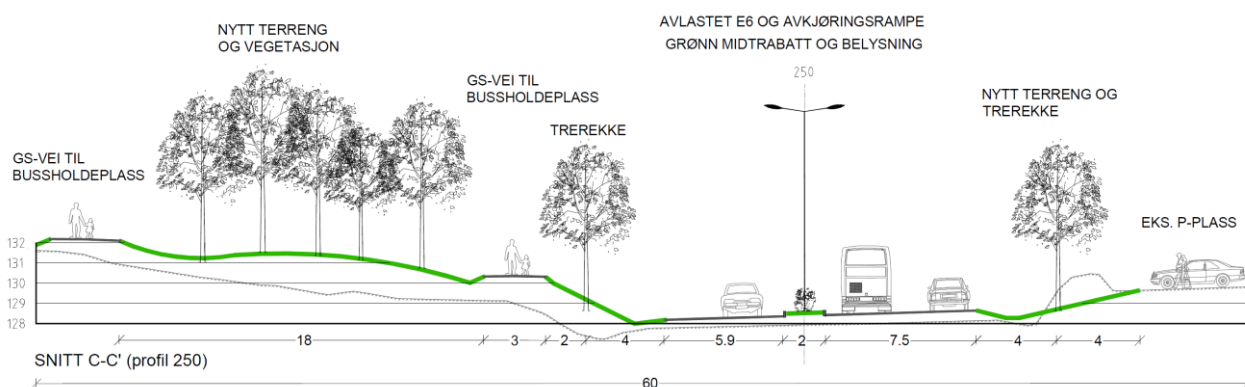 NYTT TERRENG
OG VEGETASJON
AVLASTET E6 OG AVKJØRINGSRAMPE
GRØNN MIDTRABATT OG BELYSNING
250
GS-VEI TIL
BUSSHOLDEPLASS
NYTT TERRENG OG
TREREKKE
TREREKKE
GS-VEI TIL
BUSSHOLDEPLASS
EKS. P-PLASS
132
131
130
129
128
18 3 2 4 5.9 2 7.5 4 4
SNITT C-C' (profil 250)
60